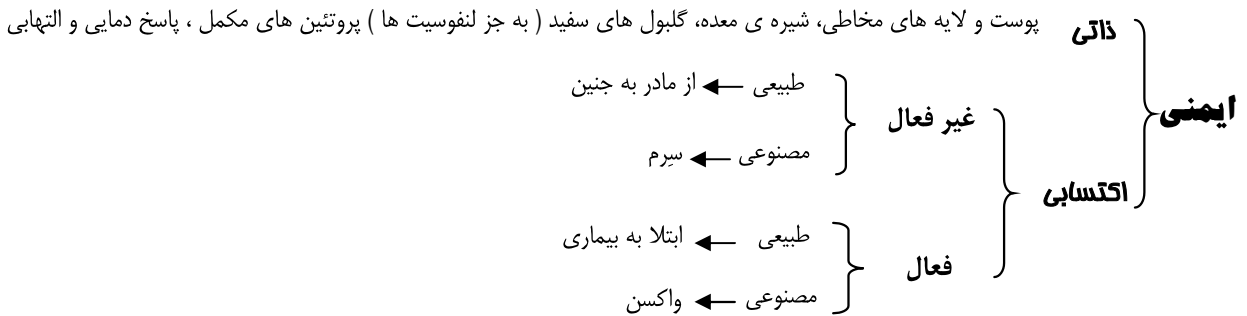 ذاتی پوست و لایه های مخاطی، شیره ی معده، گلبول های سفید ( به جز لنفوسیت ها ) پروتئین های مکمل ، پاسخ دمایی و التهابی
ایمنی
غیر فعال
طبیعی ← از مادر به جنین
مصنوعی ← سِرم
اکتسابی
فعال
طبیعی ← ابتلا به بیماری
مصنوعی ← واکسن